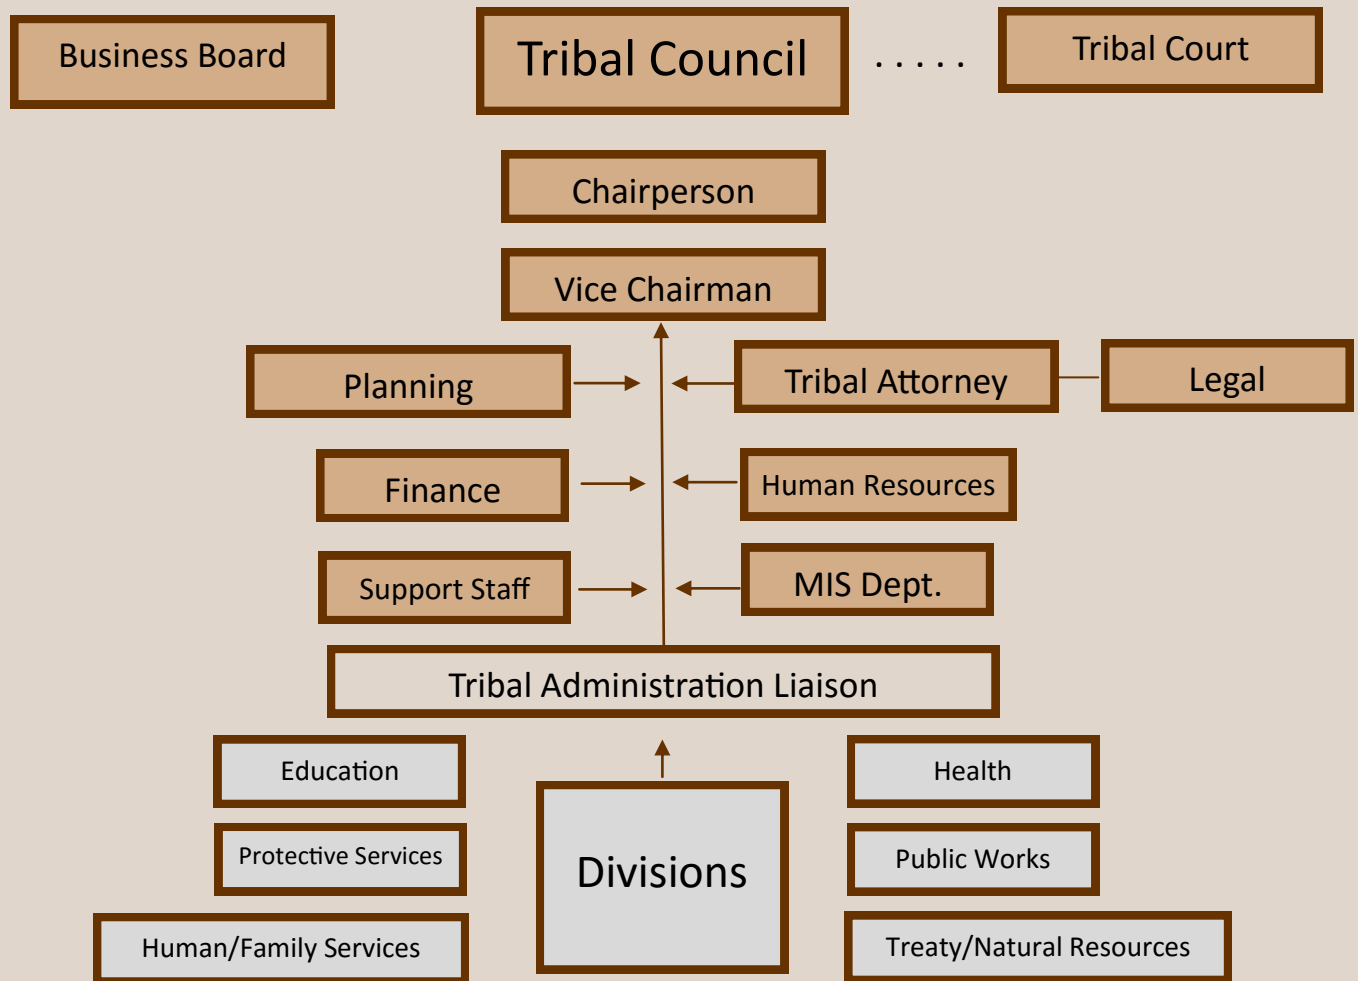 Business Board
Tribal Council
. . . . .
Tribal Court
Chairperson
Vice Chairman
Planning
Tribal Attorney
Legal
Finance
Human Resources
Support Staff
MIS Dept.
Tribal Administration Liaison
Education
Health
Protective Services
Divisions
Public Works
Human/Family Services
Treaty/Natural Resources